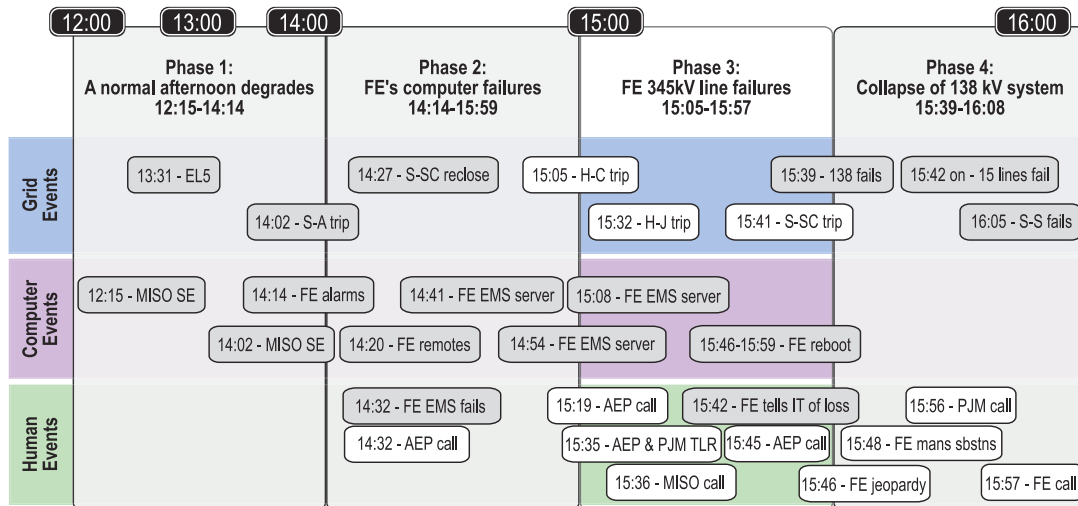 12:00
13:00
14:00
15:00
16:00
Phase 1:
A normal afternoon degrades
12:15-14:14
Phase 2:
FE's computer failures
14:14-15:59
Phase 3:
FE 345kV line failures
15:05-15:57
Phase 4:
Collapse of 138 kV system
15:39-16:08
Grid
Events
13:31 - EL5
14:27 - S-SC reclose
15:05 - H-C trip
15:39 - 138 fails
15:42 on - 15 lines fail
14:02 - S-A trip
15:32 - H-J trip
15:41 - S-SC trip
16:05 - S-S fails
Computer
Events
12:15 - MISO SE
14:14 - FE alarms
14:41 - FE EMS server
15:08 - FE EMS server
14:02 - MISO SE
14:20 - FE remotes
14:54 - FE EMS server
15:46-15:59 - FE reboot
Human
Events
14:32 - FE EMS fails
15:19 - AEP call
15:42 - FE tells IT of loss
15:56 - PJM call
14:32 - AEP call
15:35 - AEP & PJM TLR
15:45 - AEP call
15:48 - FE mans sbstns
15:36 - MISO call
15:46 - FE jeopardy
15:57 - FE call